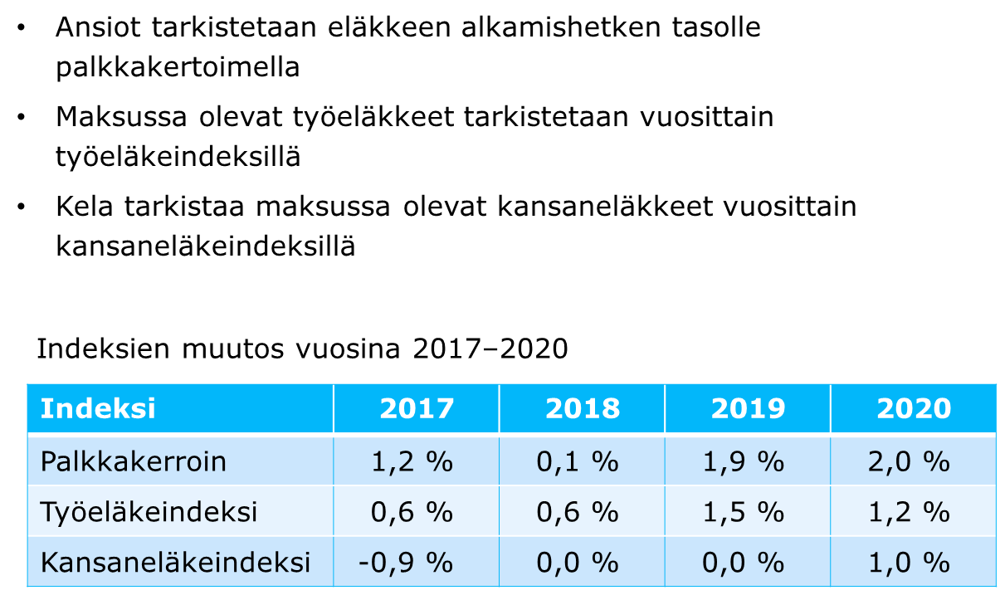 • Ansiot tarkistetaan eläkkeen alkamishetken tasolle
palkkakertoimella
• Maksussa olevat työeläkkeet tarkistetaan vuosittain
työeläkeindeksillä
• Kela tarkistaa maksussa olevat kansaneläkkeet vuosittain
kansaneläkeindeksillä
Indeksien muutos vuosina 2017–2020
Indeksi 2017 2018 2019 2020
Palkkakerroin 1,2 % 0,1 % 1,9 % 2,0 %
Työeläkeindeksi 0,6 % 0,6 % 1,5 % 1,2 %
Kansaneläkeindeksi -0,9 % 0,0 % 0,0 % 1,0 %